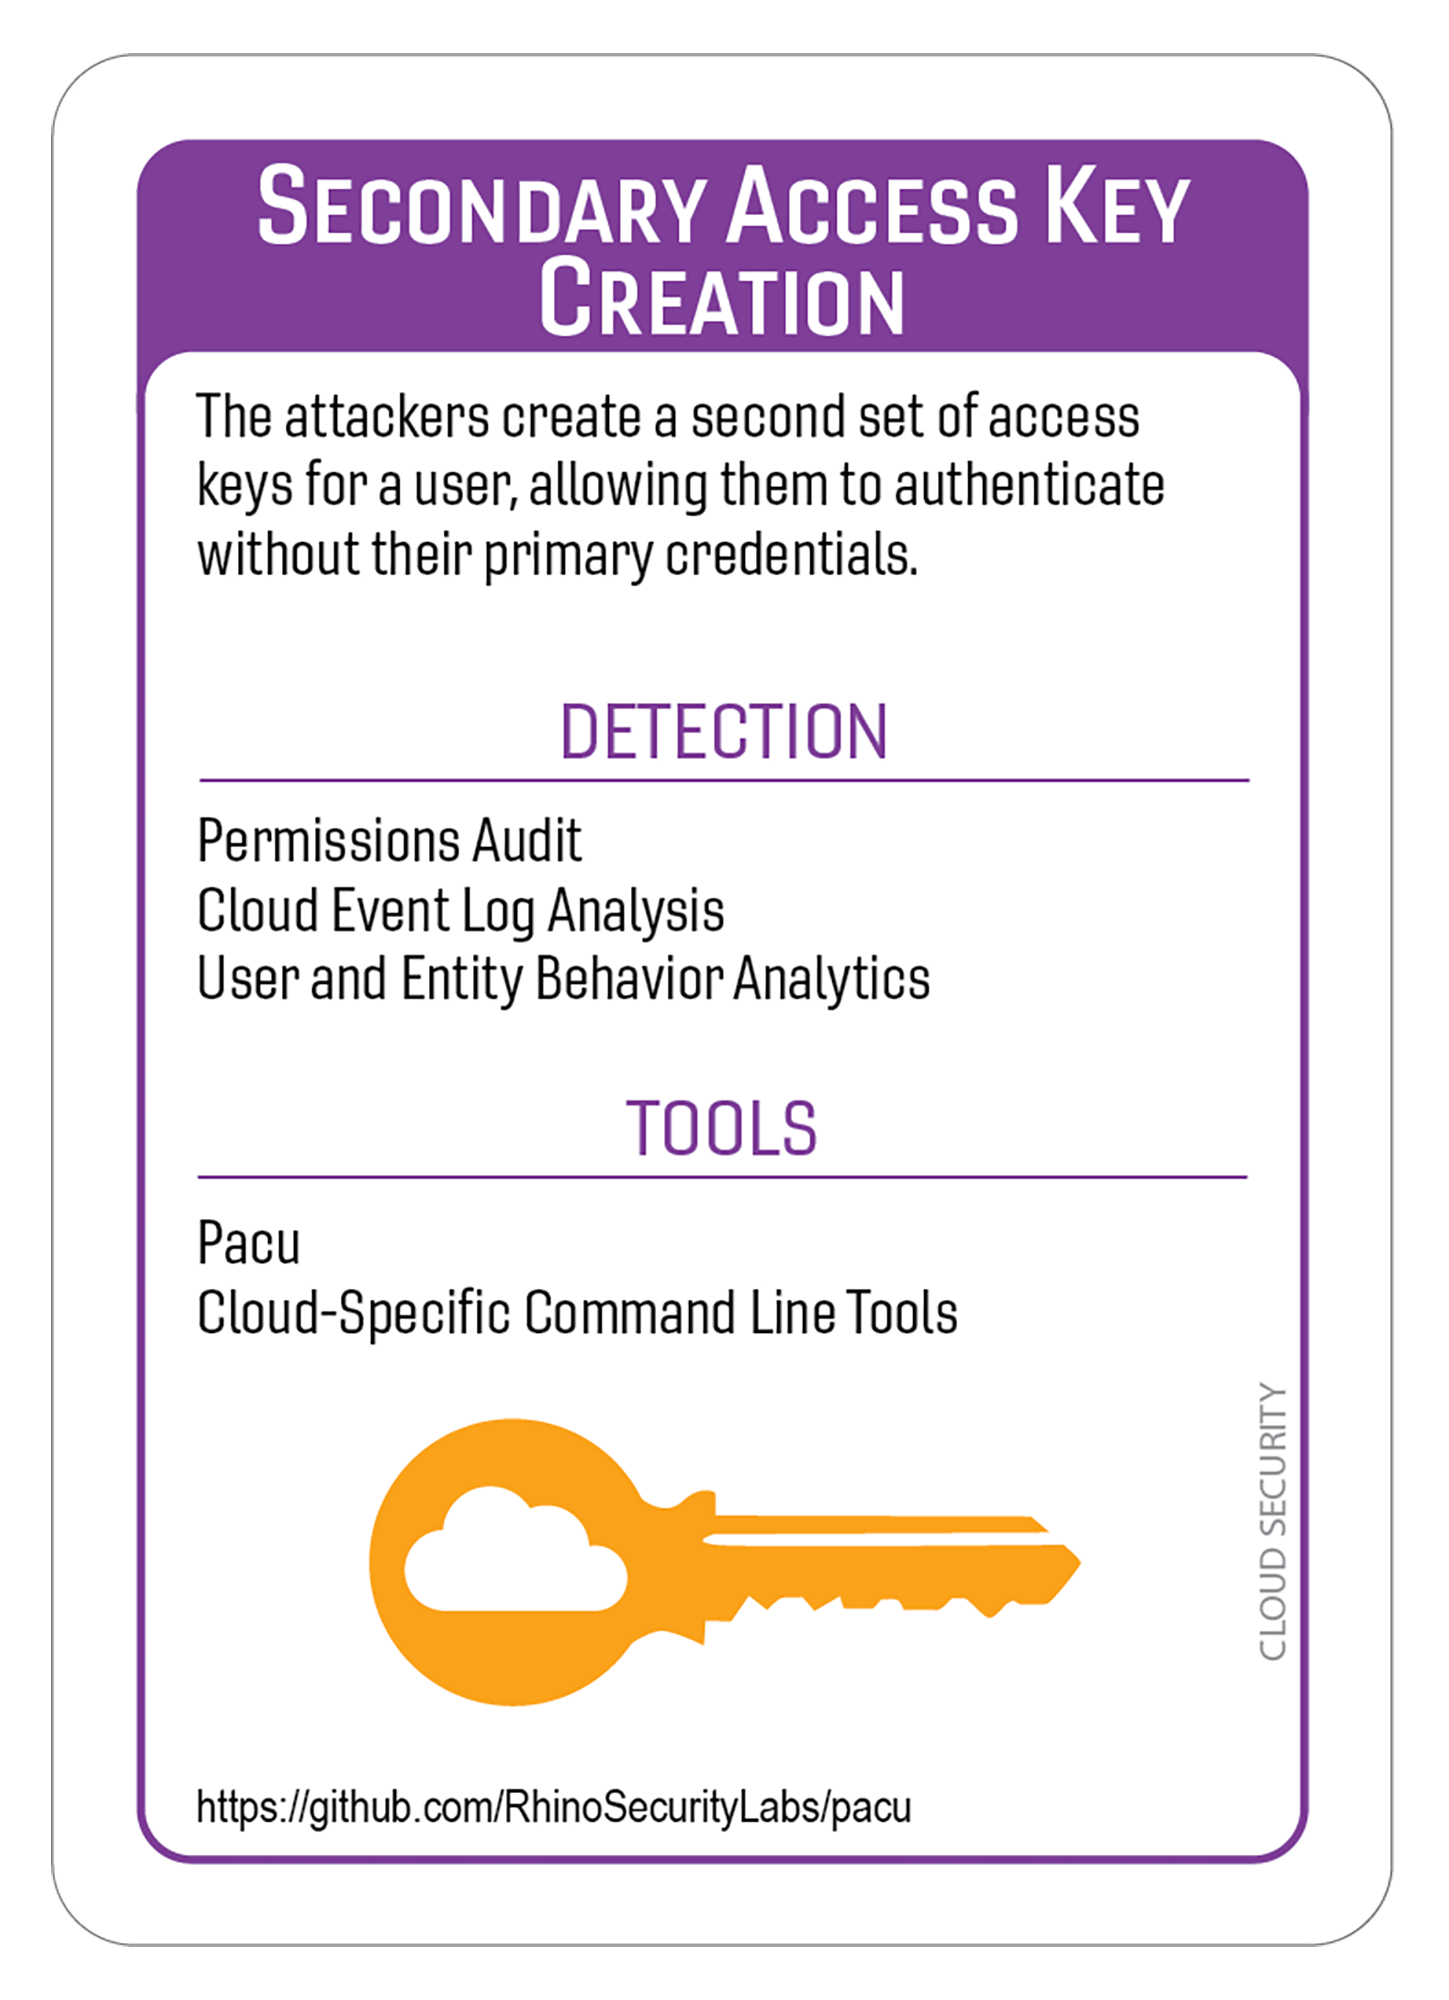 Secondary Access Key
Creation
The attackers create a second set of access
keys for a user, allowing them to authenticate
without their primary credentials.
DETECTION
Permissions Audit
Cloud Event Log Analysis
User and Entity Behavior Analytics
TOOLS
Pacu
Cloud-Specific Command Line Tools
CLOUD SECURITY
https://github.com/RhinoSecurityLabs/pacu